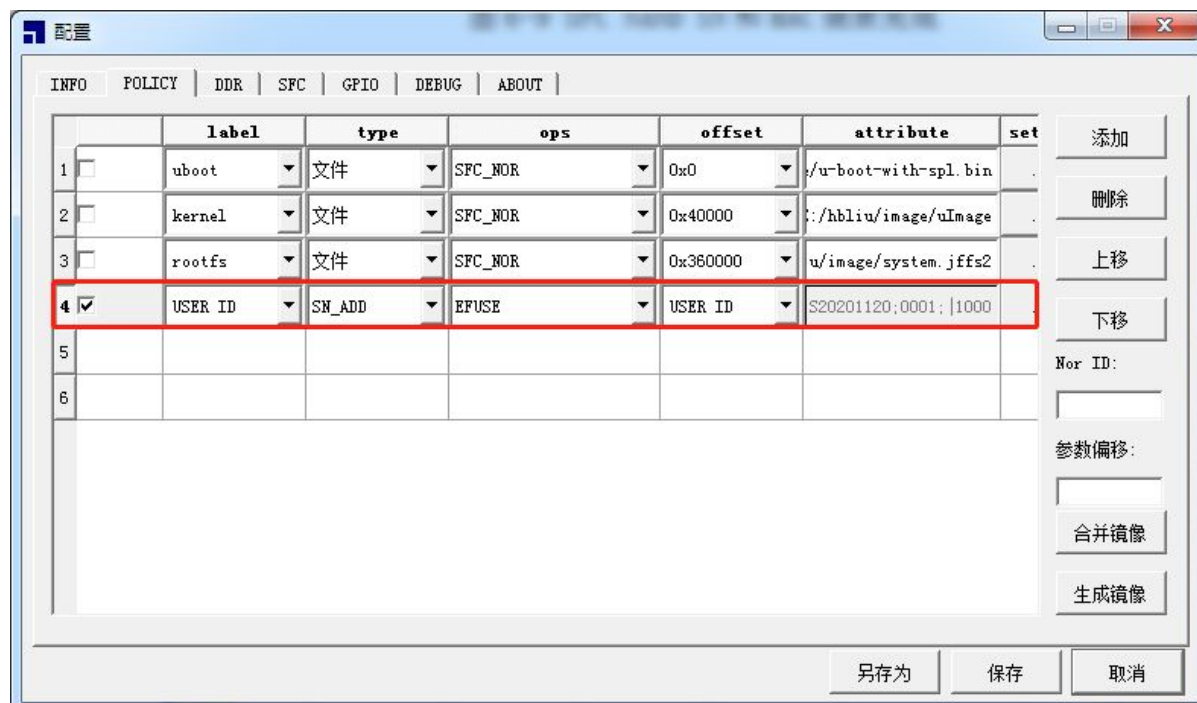 配置
INFO POLICY DDR SFC GPIO DEBUG ABOUT
label type ops offset attribute set
1 uboot 文件 SFC_NOR 0x0 /u-boot-with-spl.bin
2 kernel 文件 SFC_NOR 0x40000 :/hbliu/image/uImage
3 rootfs 文件 SFC_NOR 0x360000 u/image/system.jffs2
4 USER ID SN_ADD EFUSE USER ID S20201120;0001; |1000
5
6
添加
删除
上移
下移
Nor ID:
参数偏移:
合并镜像
生成镜像
另存为 保存 取消